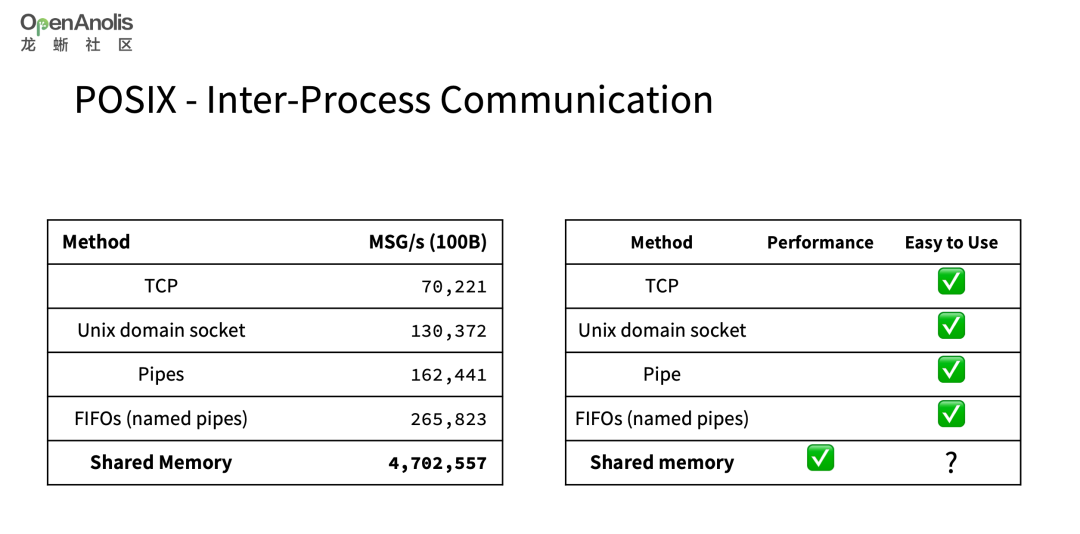 OpenAnolis
龙 蜥 社 区
POSIX - Inter-Process Communication
Method MSG/s (100B)
TCP 70,221
Unix domain socket 130,372
Pipes 162,441
FIFOs (named pipes) 265,823
Shared Memory 4,702,557
Method Performance Easy to Use
TCP ✅
Unix domain socket ✅
Pipe ✅
FIFOs (named pipes) ✅
Shared memory ✅ ?